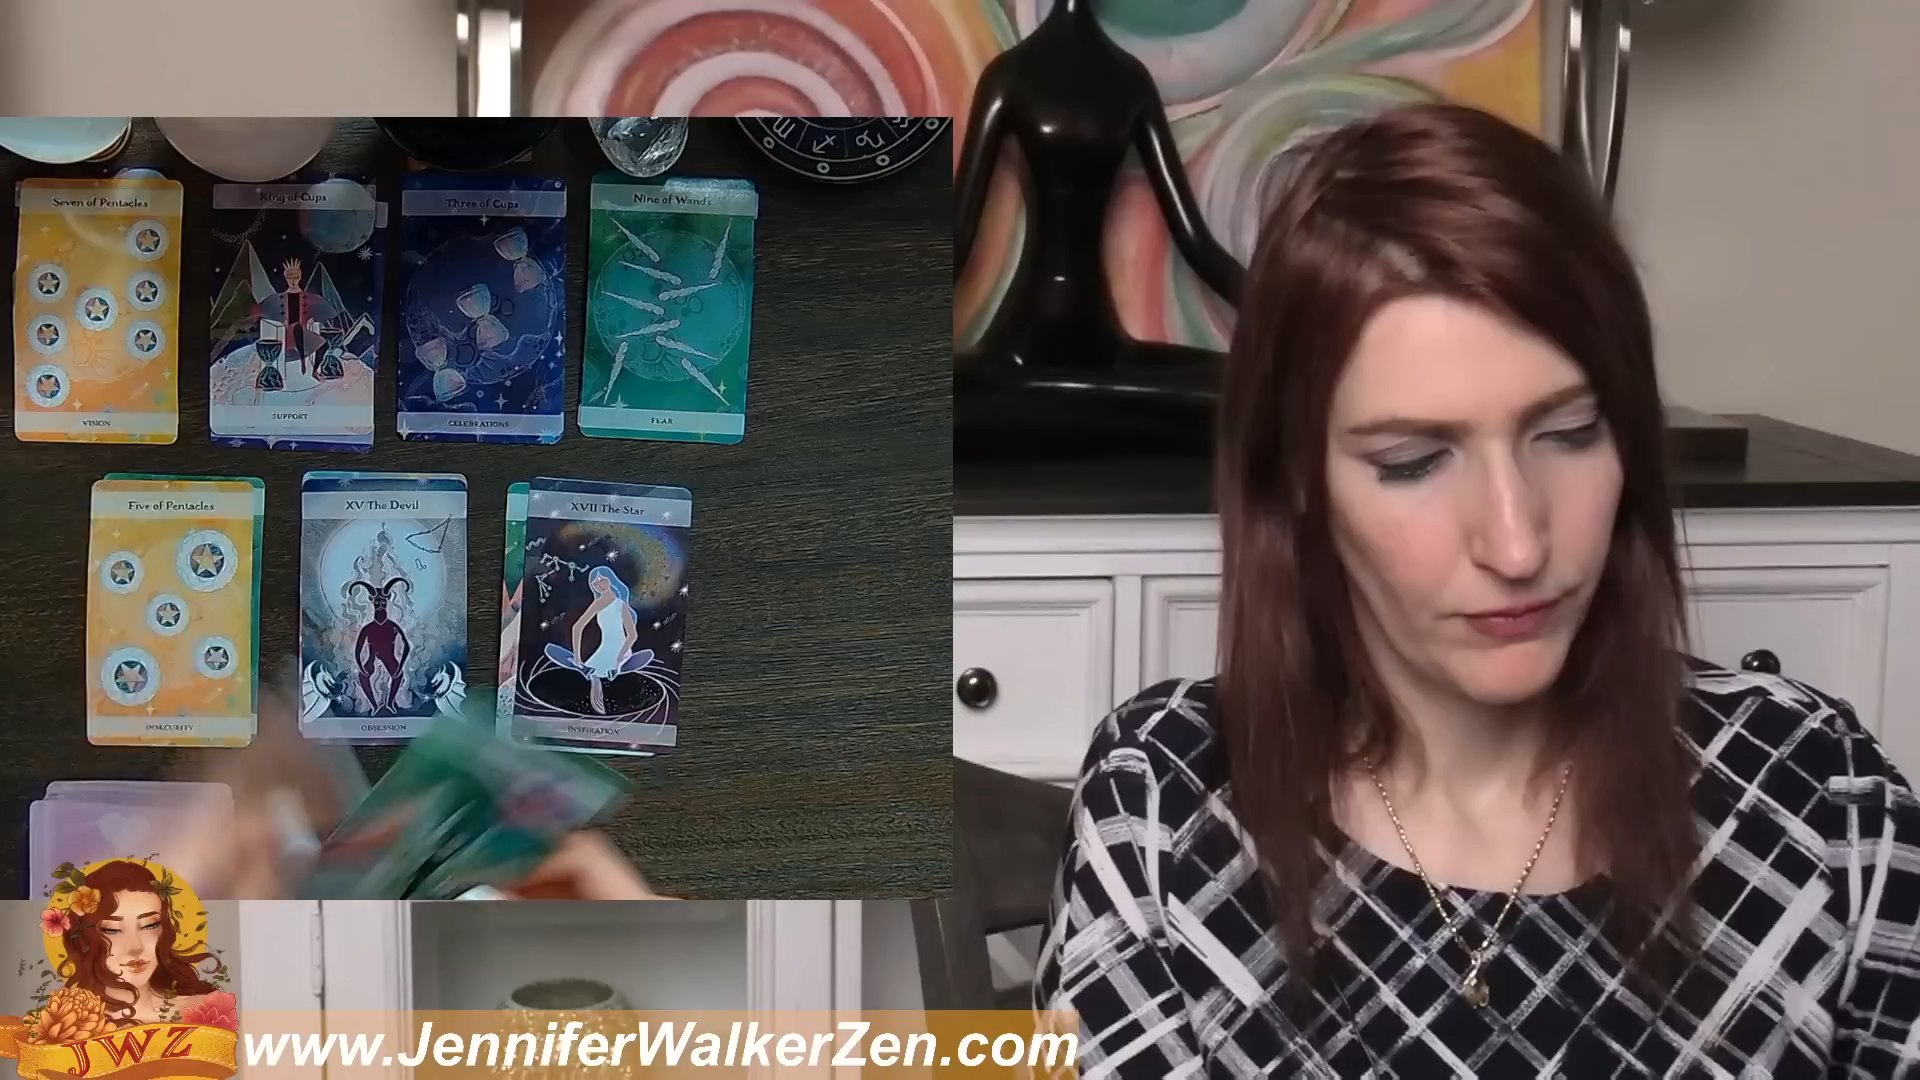 Seven of Pentacles
King of Cups
Three of Cups
Nine of Wands
VISION
SUPPORT
CELEBRATIONS
FEAR
Five of Pentacles
XV The Devil
XVII The Star
INSECURITY
OBSESSION
INSPIRATION
JWZ
www.JenniferWalkerZen.com